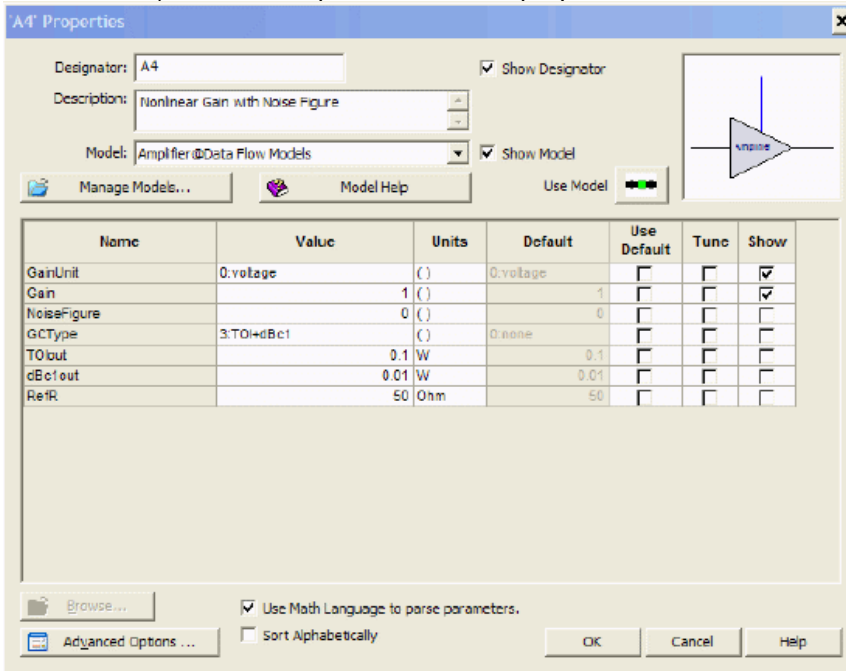 'A4' Properties
Designator: A4
Show Designator
Description: Nonlinear Gain with Noise Figure
Model: Amplifier@Data Flow Models
Show Model
Manage Models...
Model Help
Use Model
Name Value Units Default Use Default Tune Show
GainUnit 0:voltage () 0:voltage
Gain 1 () 1
NoiseFigure 0 () 0
GCType 3:TOI+dBc1 () 0:none
TOIout 0.1 W 0.1
dBc1out 0.01 W 0.01
RefR 50 Ohm 50
Browse...
Use Math Language to parse parameters.
Advanced Options ...
Sort Alphabetically
OK
Cancel
Help